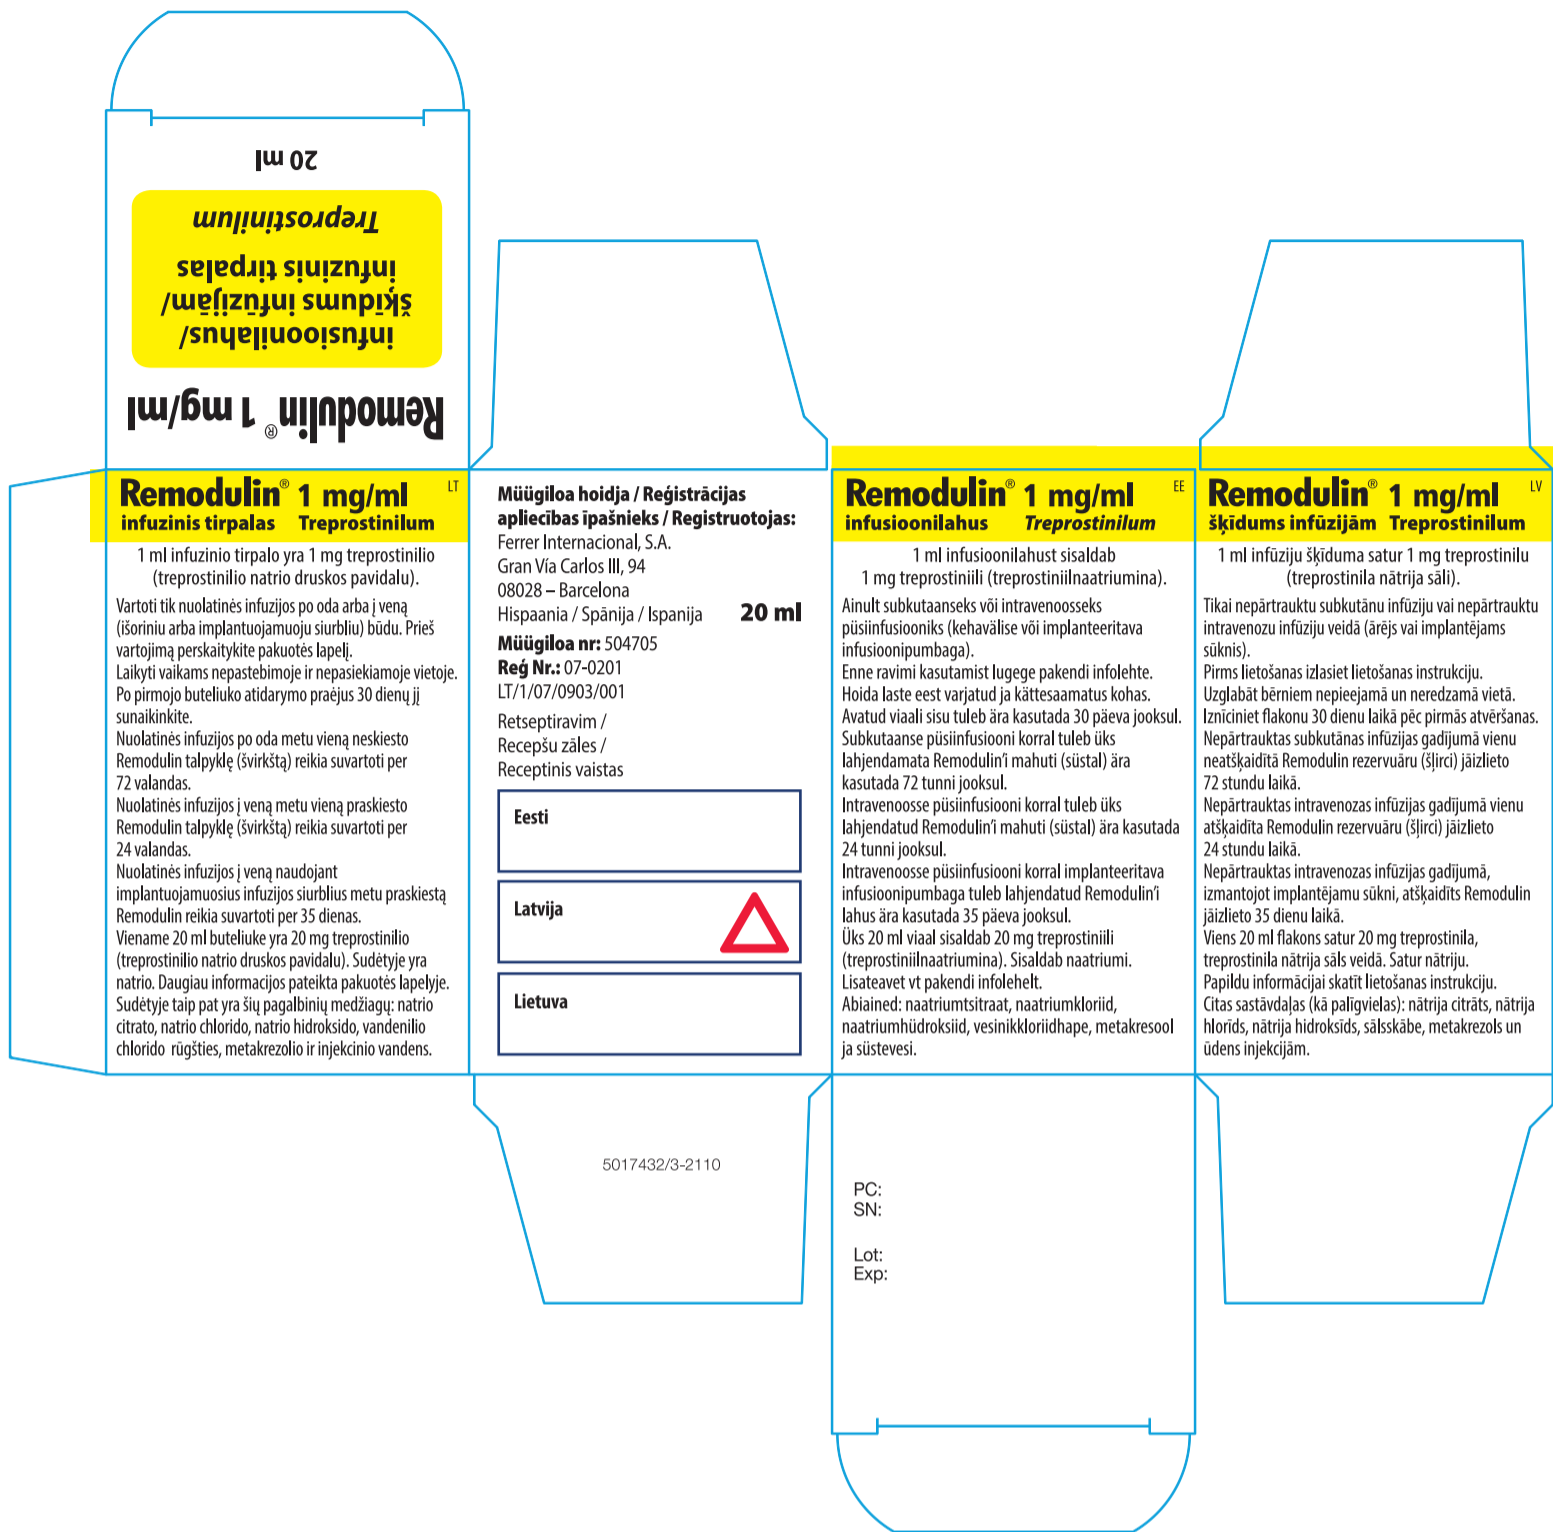 20 ml
Treprostinilum
infuzinis tirpalas
šķīdums infūzijām/
infusioonilahus/
Remodulin® 1 mg/ml
Remodulin® 1 mg/ml LT
infuzinis tirpalas Treprostinilum
1 ml infuzinio tirpalo yra 1 mg treprostinilio
(treprostinilio natrio druskos pavidalu).
Vartoti tik nuolatinės infuzijos po oda arba į veną
(išoriniu arba implantuojamuoju siurbliu) būdu. Prieš
vartojimą perskaitykite pakuotės lapelį.
Laikyti vaikams nepastebimoje ir nepasiekiamoje vietoje.
Po pirmojo buteliuko atidarymo praėjus 30 dienų jį
sunaikinkite.
Nuolatinės infuzijos po oda metu vieną neskiesto
Remodulin talpyklę (švirkštą) reikia suvartoti per
72 valandas.
Nuolatinės infuzijos į veną metu vieną praskiesto
Remodulin talpyklę (švirkštą) reikia suvartoti per
24 valandas.
Nuolatinės infuzijos į veną naudojant
implantuojamuosius infuzijos siurblius metu praskiestą
Remodulin reikia suvartoti per 35 dienas.
Viename 20 ml buteliuke yra 20 mg treprostinilio
(treprostinilio natrio druskos pavidalu). Sudėtyje yra
natrio. Daugiau informacijos pateikta pakuotės lapelyje.
Sudėtyje taip pat yra šių pagalbinių medžiagų: natrio
citrato, natrio chlorido, natrio hidroksido, vandenilio
chlorido rūgšties, metakrezolio ir injekcinio vandens.
Müügiloa hoidja / Reģistrācijas
apliecības īpašnieks / Registruotojas:
Ferrer Internacional, S.A.
Gran Vía Carlos III, 94
08028 – Barcelona
Hispaania / Spānija / Ispanija 20 ml
Müügiloa nr: 504705
Reģ Nr.: 07-0201
LT/1/07/0903/001
Retseptiravim /
Recepšu zāles /
Receptinis vaistas
Eesti
Latvija
Lietuva
5017432/3-2110
Remodulin® 1 mg/ml EE
infusioonilahus Treprostinilum
1 ml infusioonilahust sisaldab
1 mg treprostiniili (treprostiniilnaatriumina).
Ainult subkutaanseks või intravenoosseks
püsiinfusiooniks (kehavälise või implanteeritava
infusioonipumbaga).
Enne ravimi kasutamist lugege pakendi infolehte.
Hoida laste eest varjatud ja kättesaamatus kohas.
Avatud viaali sisu tuleb ära kasutada 30 päeva jooksul.
Subkutaanse püsiinfusiooni korral tuleb üks
lahjendamata Remodulin'i mahuti (süstal) ära
kasutada 72 tunni jooksul.
Intravenoosse püsiinfusiooni korral tuleb üks
lahjendatud Remodulin'i mahuti (süstal) ära kasutada
24 tunni jooksul.
Intravenoosse püsiinfusiooni korral implanteeritava
infusioonipumbaga tuleb lahjendatud Remodulin'i
lahus ära kasutada 35 päeva jooksul.
Üks 20 ml viaal sisaldab 20 mg treprostiniili
(treprostiniilnaatriumina). Sisaldab naatriumi.
Lisateavet vt pakendi infolehelt.
Abiained: naatriumtsitraat, naatriumkloriid,
naatriumhüdroksiid, vesinikkloriidhape, metakresool
ja süstevesi.
PC:
SN:
Lot:
Exp:
Remodulin® 1 mg/ml LV
šķīdums infūzijām Treprostinilum
1 ml infūziju šķīduma satur 1 mg treprostinilu
(treprostinila nātrija sāli).
Tikai nepārtrauktu subkutānu infūziju vai nepārtrauktu
intravenozu infūziju veidā (ārējs vai implantējams
sūknis).
Pirms lietošanas izlasiet lietošanas instrukciju.
Uzglabāt bērniem nepieejamā un neredzamā vietā.
Iznīciniet flakonu 30 dienu laikā pēc pirmās atvēršanas.
Nepārtrauktas subkutānas infūzijas gadījumā vienu
neatšķaidītā Remodulin rezervuāru (šļirci) jāizlieto
72 stundu laikā.
Nepārtrauktas intravenozas infūzijas gadījumā vienu
atšķaidīta Remodulin rezervuāru (šļirci) jāizlieto
24 stundu laikā.
Nepārtrauktas intravenozas infūzijas gadījumā,
izmantojot implantējamu sūkni, atšķaidīts Remodulin
jāizlieto 35 dienu laikā.
Viens 20 ml flakons satur 20 mg treprostinila,
treprostinila nātrija sāls veidā. Satur nātriju.
Papildu informācijai skatīt lietošanas instrukciju.
Citas sastāvdaļas (kā palīgvielas): nātrija citrāts, nātrija
hlorīds, nātrija hidroksīds, sālsskābe, metakrezols un
ūdens injekcijām.